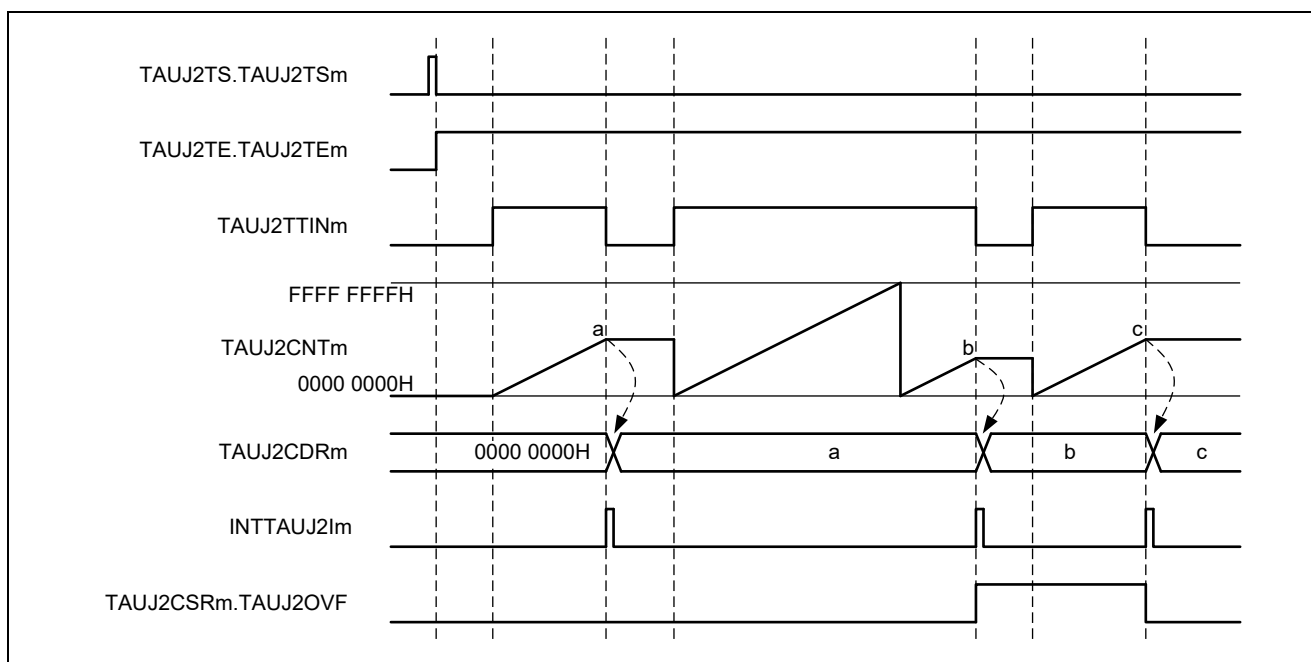 TAUJ2TS.TAUJ2TSm
TAUJ2TE.TAUJ2TEm
TAUJ2TTINm
FFFF FFFFH
a
b
c
TAUJ2CNTm
0000 0000H
TAUJ2CDRm
0000 0000H
a
b
c
INTTAUJ2Im
TAUJ2CSRm.TAUJ2OVF